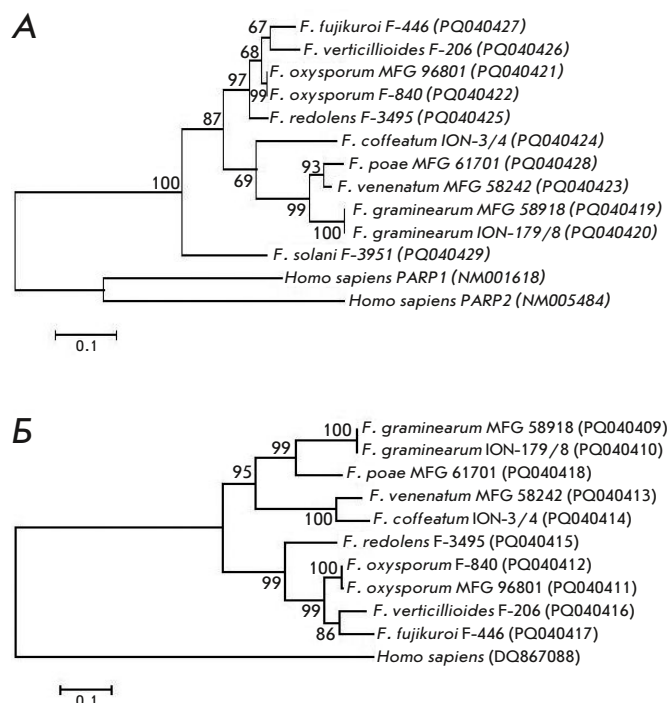 А
67
F. fujikuroi F-446 (PQ040427)
68
F. verticillioides F-206 (PQ040426)
97
F. oxysporum MFG 96801 (PQ040421)
99
F. oxysporum F-840 (PQ040422)
87
F. redolens F-3495 (PQ040425)
F. coffeatum ION-3/4 (PQ040424)
93
F. poae MFG 61701 (PQ040428)
100
69
F. venenatum MFG 58242 (PQ040423)
99
F. graminearum MFG 58918 (PQ040419)
100
F. graminearum ION-179/8 (PQ040420)
F. solani F-3951 (PQ040429)
Homo sapiens PARP1 (NM001618)
Homo sapiens PARP2 (NM005484)
0.1
Б
100
F. graminearum MFG 58918 (PQ040409)
99
F. graminearum ION-179/8 (PQ040410)
95
F. poae MFG 61701 (PQ040418)
F. venenatum MFG 58242 (PQ040413)
100
F. coffeatum ION-3/4 (PQ040414)
F. redolens F-3495 (PQ040415)
99
100
F. oxysporum F-840 (PQ040412)
F. oxysporum MFG 96801 (PQ040411)
99
F. verticillioides F-206 (PQ040416)
86
F. fujikuroi F-446 (PQ040417)
Homo sapiens (DQ867088)
0.1